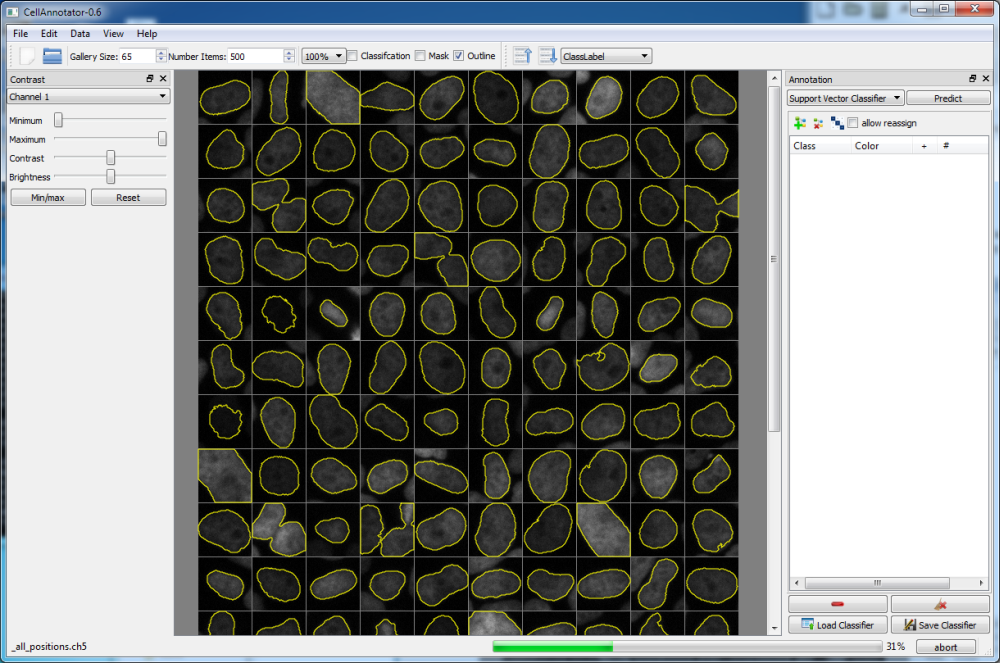 CellAnnotator-0.6
File Edit Data View Help
Gallery Size: 65 Number Items: 500 100% Classifcation Mask Outline ClassLabel
Contrast
Channel 1
Minimum
Maximum
Contrast
Brightness
Min/max Reset
Annotation
Support Vector Classifier Predict
allow reassign
Class Color + #
Load Classifier Save Classifier
_all_positions.ch5 31% abort